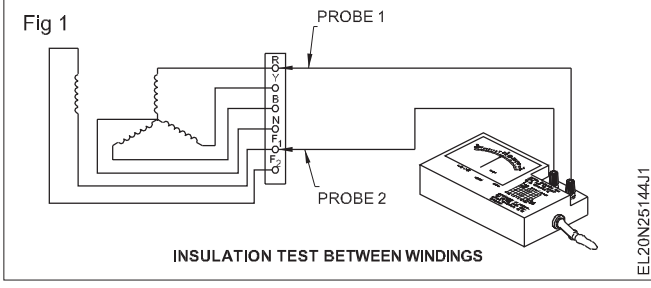 Fig 1
PROBE 1
R
Y
B
N
F1
F2
PROBE 2
INSULATION TEST BETWEEN WINDINGS
EL20N25144J1